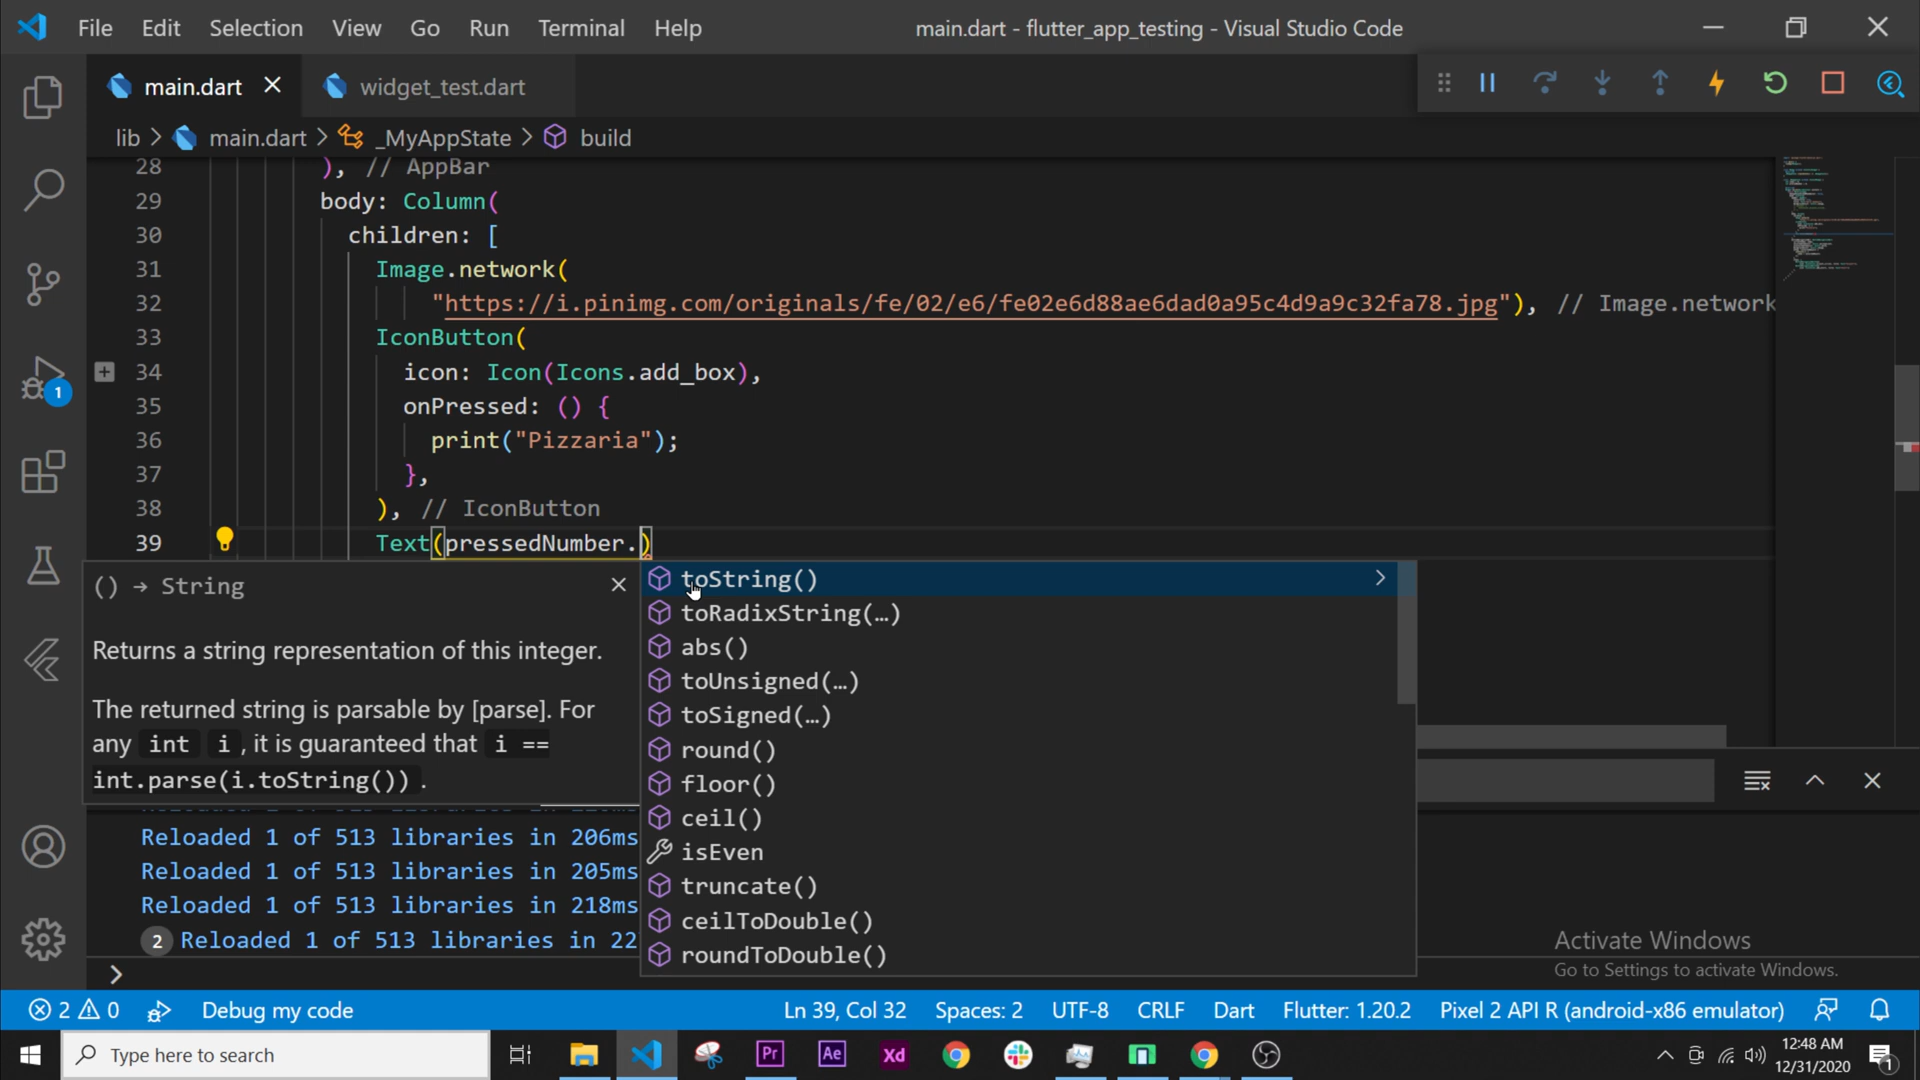 File Edit Selection View Go Run Terminal Help
main.dart - flutter_app_testing - Visual Studio Code
main.dart
widget_test.dart
lib > main.dart > _MyAppState > build
28 ), // AppBar
29 body: Column(
30 children: [
31 Image.network(
32 "https://i.pinimg.com/originals/fe/02/e6/fe02e6d88ae6dad0a95c4d9a9c32fa78.jpg"), // Image.network
33 IconButton(
34 icon: Icon(Icons.add_box),
35 onPressed: () {
36 print("Pizzaria");
37 },
38 ), // IconButton
39 Text(pressedNumber.)
1
() → String
Returns a string representation of this integer.
The returned string is parsable by [parse]. For
any int i, it is guaranteed that i ==
int.parse(i.toString()).
toString()
toRadixString(…)
abs()
toUnsigned(…)
toSigned(…)
round()
floor()
ceil()
isEven
truncate()
ceilToDouble()
roundToDouble()
Reloaded 1 of 513 libraries in 206ms
Reloaded 1 of 513 libraries in 205ms
Reloaded 1 of 513 libraries in 218ms
2 Reloaded 1 of 513 libraries in 22
Activate Windows
Go to Settings to activate Windows.
2 0 Debug my code Ln 39, Col 32 Spaces: 2 UTF-8 CRLF Dart Flutter: 1.20.2 Pixel 2 API R (android-x86 emulator)
Type here to search
Pr Ae Xd
12:48 AM
12/31/2020
1